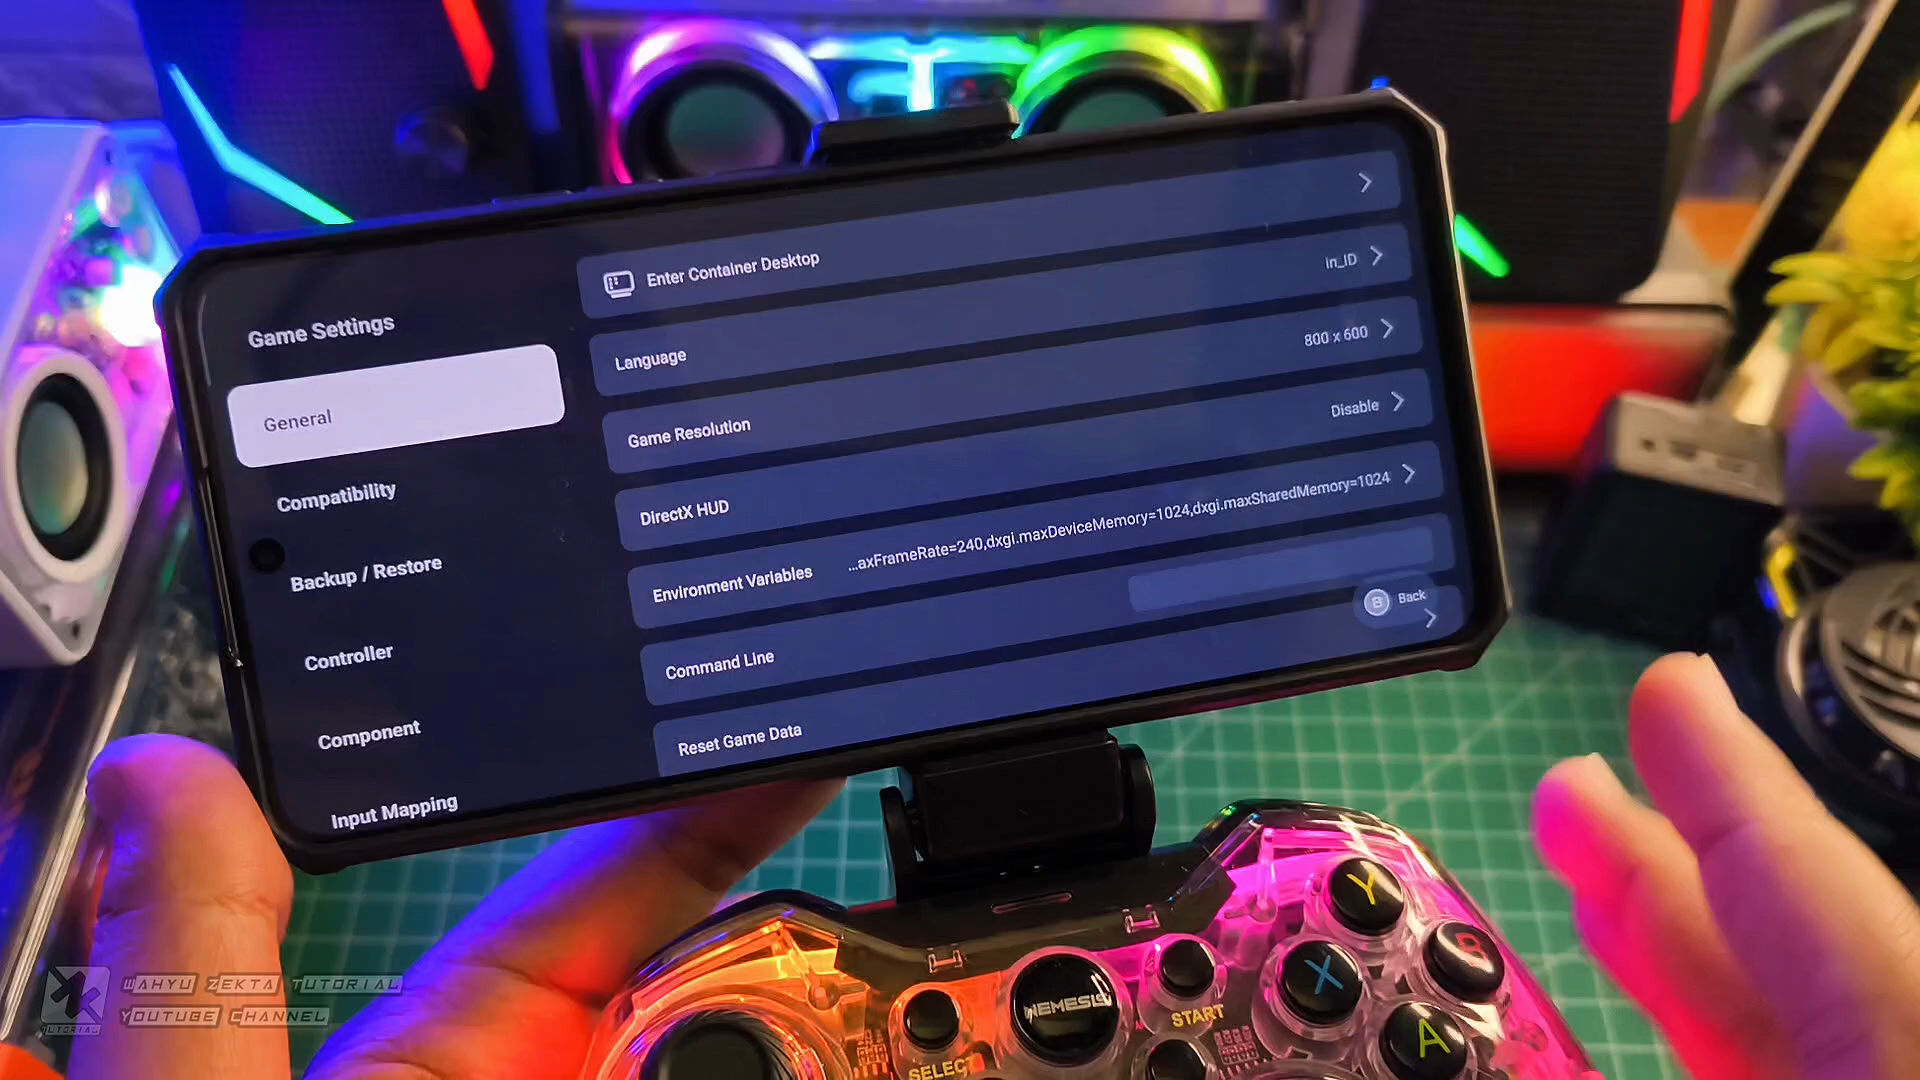 Game Settings
General
Compatibility
Backup / Restore
Controller
Component
Input Mapping
Enter Container Desktop
Language
in_ID
Game Resolution
800 x 600
DirectX HUD
Disable
Environment Variables
...axFrameRate=240,dxgi.maxDeviceMemory=1024,dxgi.maxSharedMemory=1024
Command Line
Reset Game Data
B Back
Y
X
B
A
NEMESIS
START
SELECT
WAHYU ZEKTA TUTORIAL
YOUTUBE CHANNEL
TUTORIAL